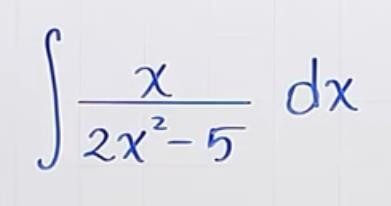 ∫ x / (2x² - 5) dx